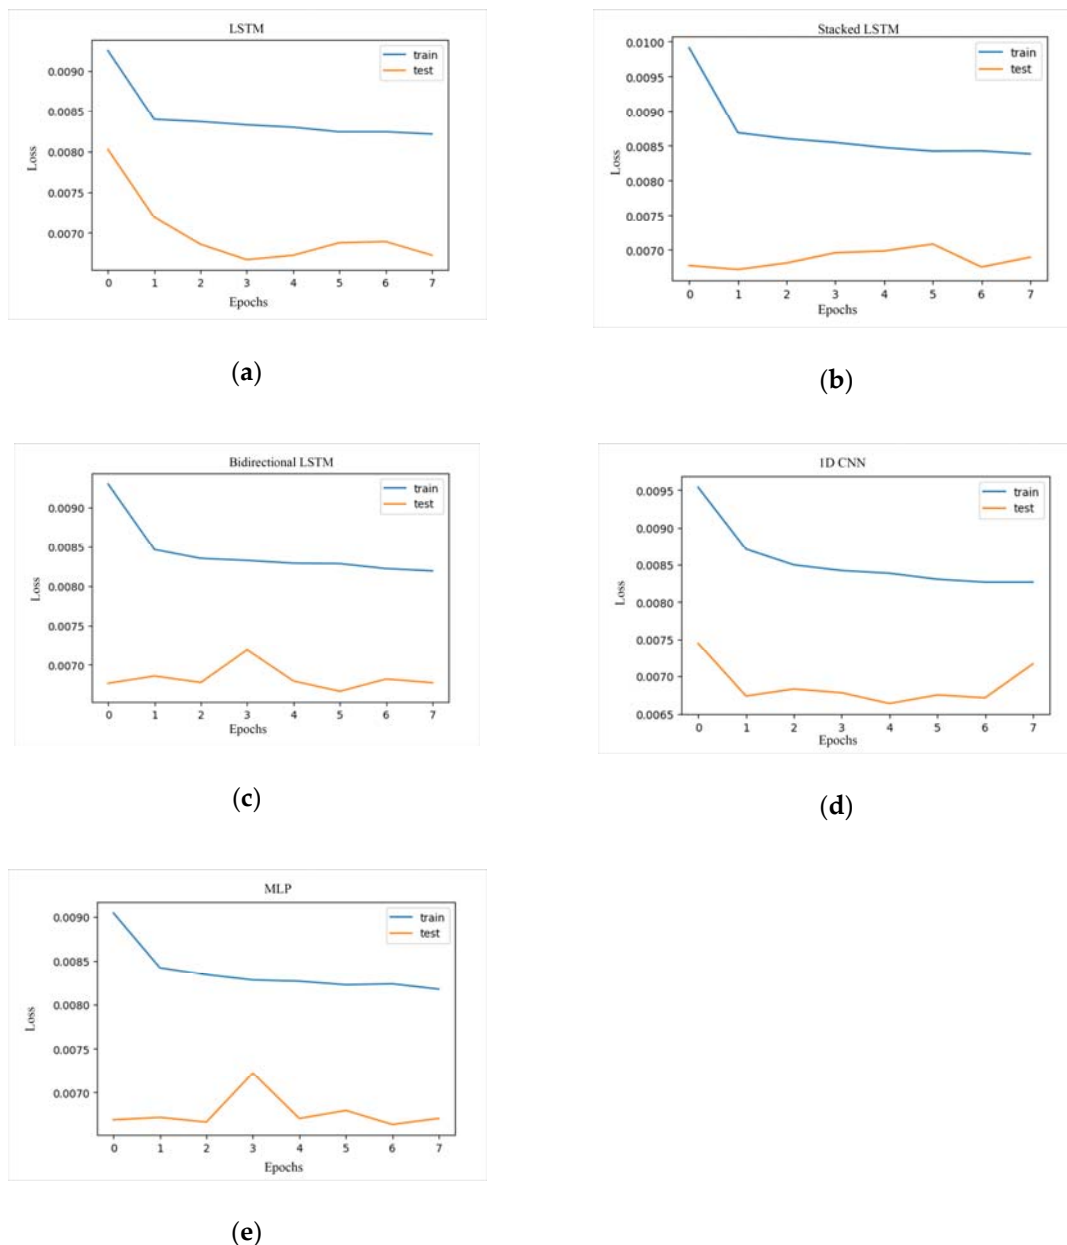 LSTM
train
test
0.0090
0.0085
0.0080
0.0075
0.0070
Loss
0 1 2 3 4 5 6 7
Epochs
(a)
Stacked LSTM
train
test
0.0100
0.0095
0.0090
0.0085
0.0080
0.0075
0.0070
Loss
0 1 2 3 4 5 6 7
Epochs
(b)
Bidirectional LSTM
train
test
0.0090
0.0085
0.0080
0.0075
0.0070
Loss
0 1 2 3 4 5 6 7
Epochs
(c)
1D CNN
train
test
0.0095
0.0090
0.0085
0.0080
0.0075
0.0070
0.0065
Loss
0 1 2 3 4 5 6 7
Epochs
(d)
MLP
train
test
0.0090
0.0085
0.0080
0.0075
0.0070
Loss
0 1 2 3 4 5 6 7
Epochs
(e)